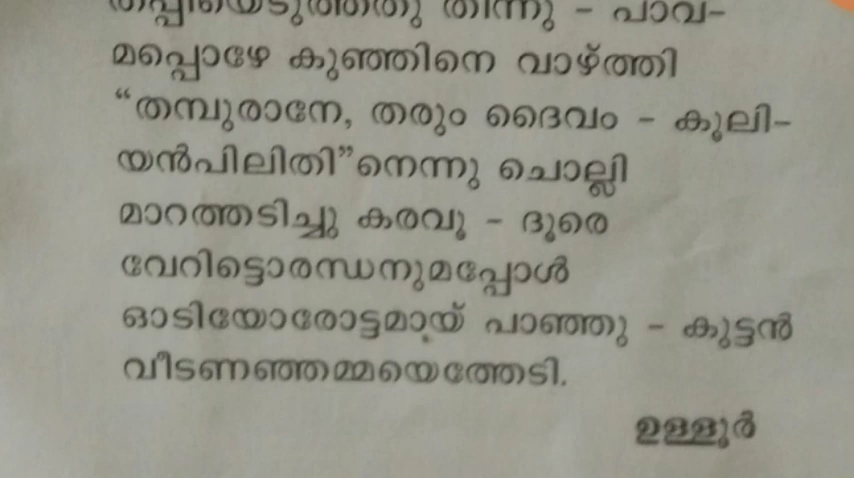 തിന്നു - പാവ-
മപ്പൊഴേ കുഞ്ഞിനെ വാഴ്ത്തി
“തമ്പുരാനേ, തരും ദൈവം - കൂലി-
യൻപിലിതി”നെന്നു ചൊല്ലി
മാറത്തടിച്ചു കരവൂ - ദൂരെ
വേറിട്ടൊരന്ധനുമപ്പോൾ
ഓടിയോരോട്ടമായ് പാഞ്ഞു - കുട്ടൻ
വീടണഞ്ഞമ്മയെത്തേടി.
ഉള്ളൂർ